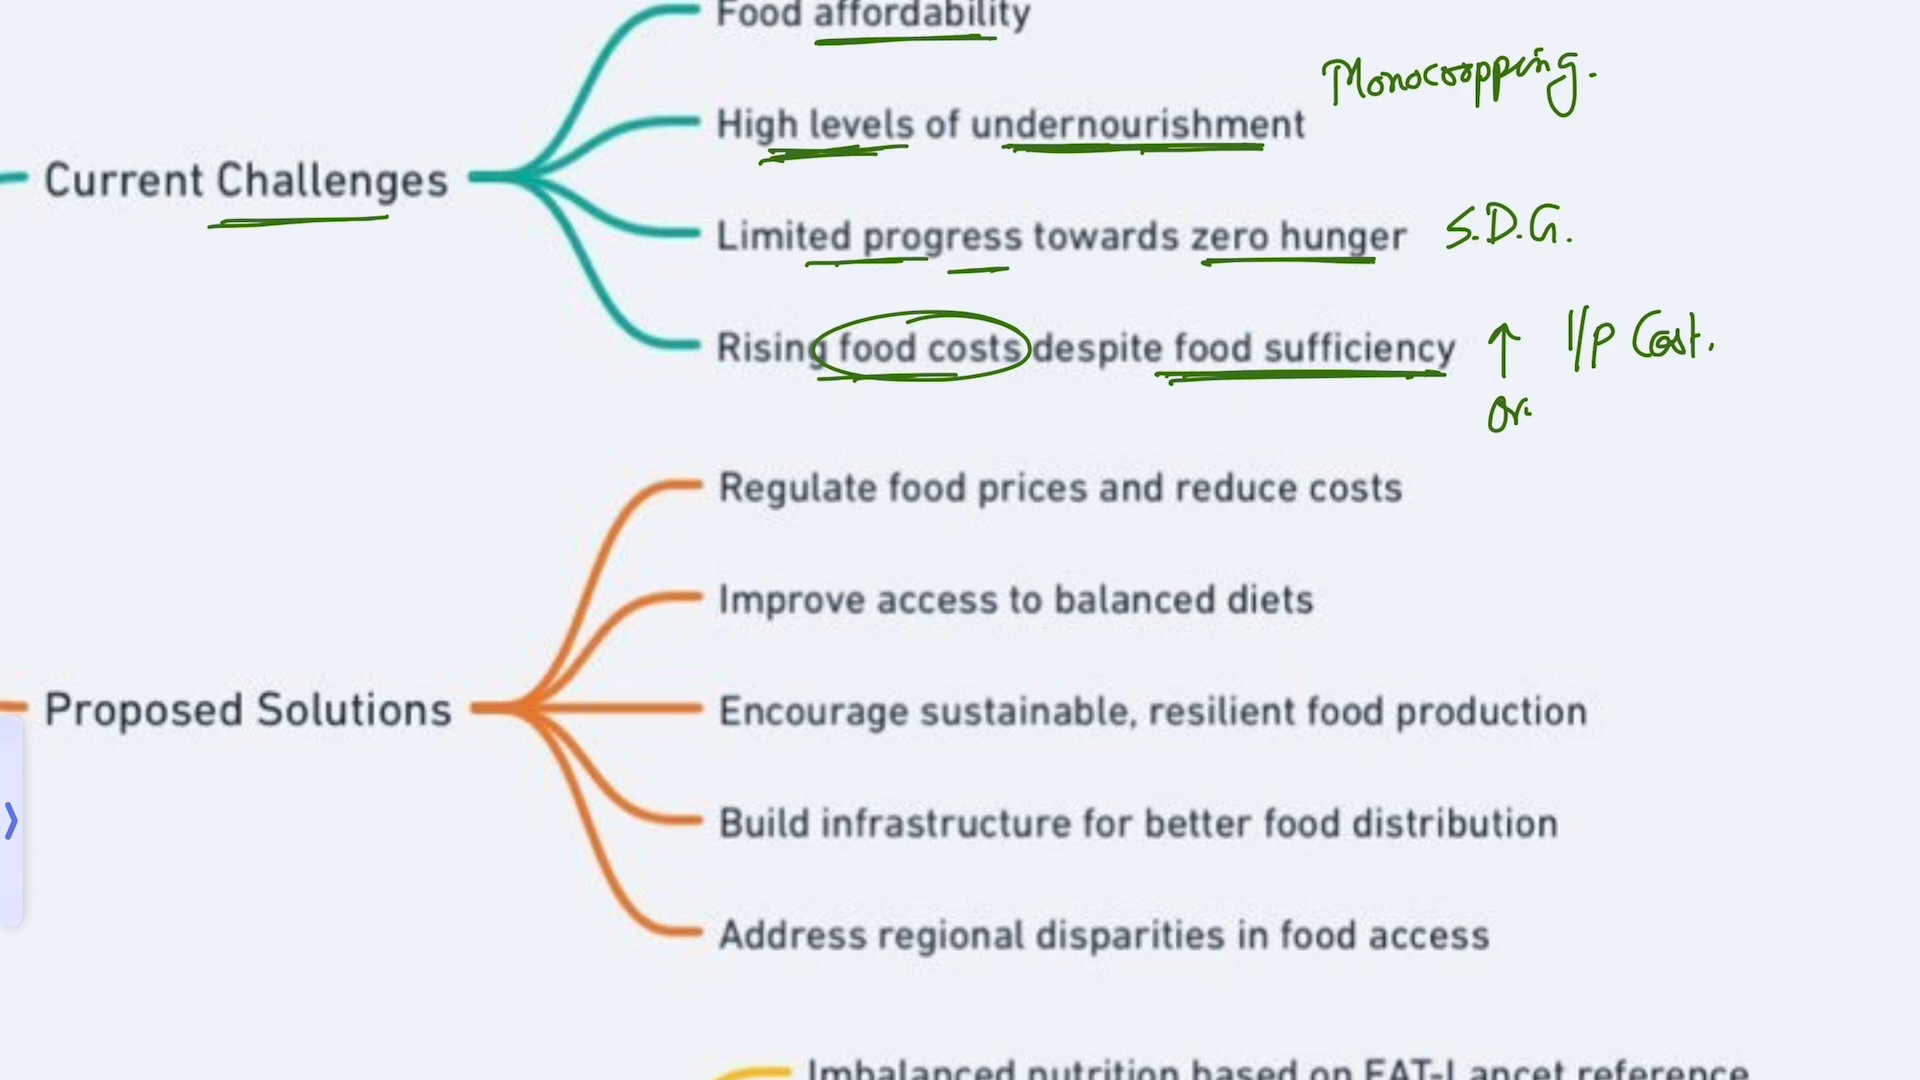 Food affordability
Monocropping.
High levels of undernourishment
Current Challenges
Limited progress towards zero hunger S.D.G.
Rising food costs despite food sufficiency ↑ I/P Cost.
or
Regulate food prices and reduce costs
Improve access to balanced diets
Proposed Solutions
Encourage sustainable, resilient food production
Build infrastructure for better food distribution
Address regional disparities in food access
Imbalanced nutrition based on EAT-Lancet reference